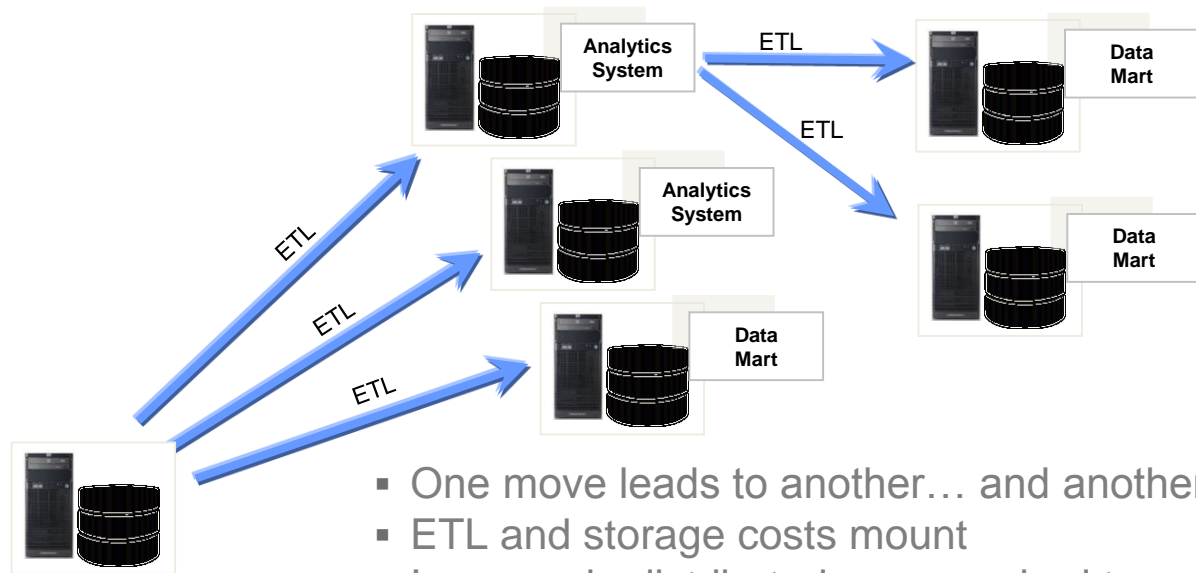 Analytics
System
ETL
Data
Mart
ETL
Analytics
System
Data
Mart
ETL
ETL
Data
Mart
ETL
▪ One move leads to another… and another
▪ ETL and storage costs mount